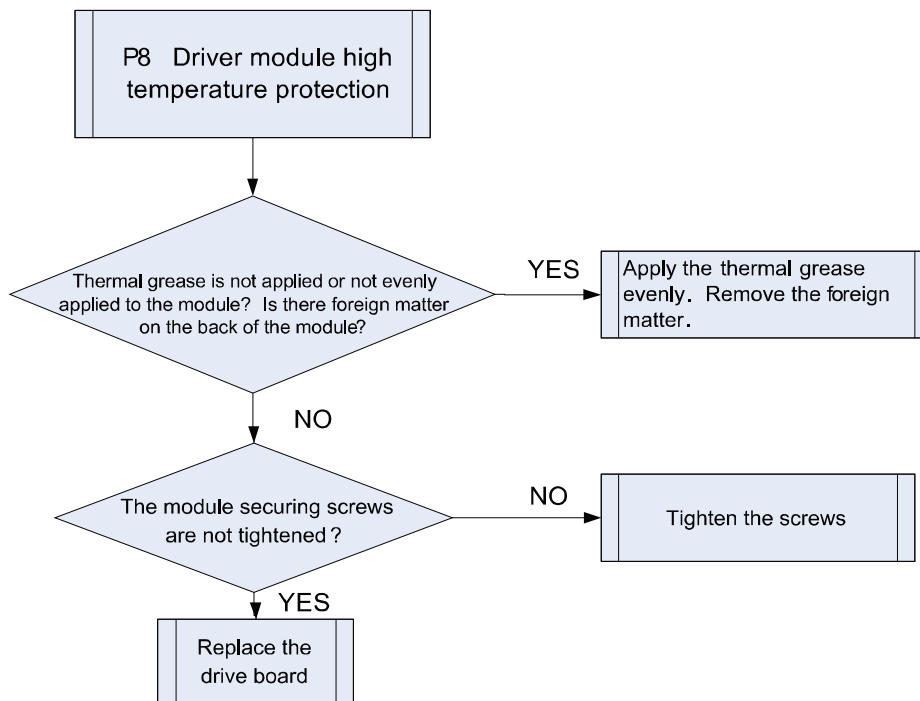 P8 Driver module high
temperature protection
Thermal grease is not applied or not evenly
applied to the module? Is there foreign matter
on the back of the module?
YES
Apply the thermal grease
evenly. Remove the foreign
matter.
NO
The module securing screws
are not tightened?
NO
Tighten the screws
YES
Replace the
drive board